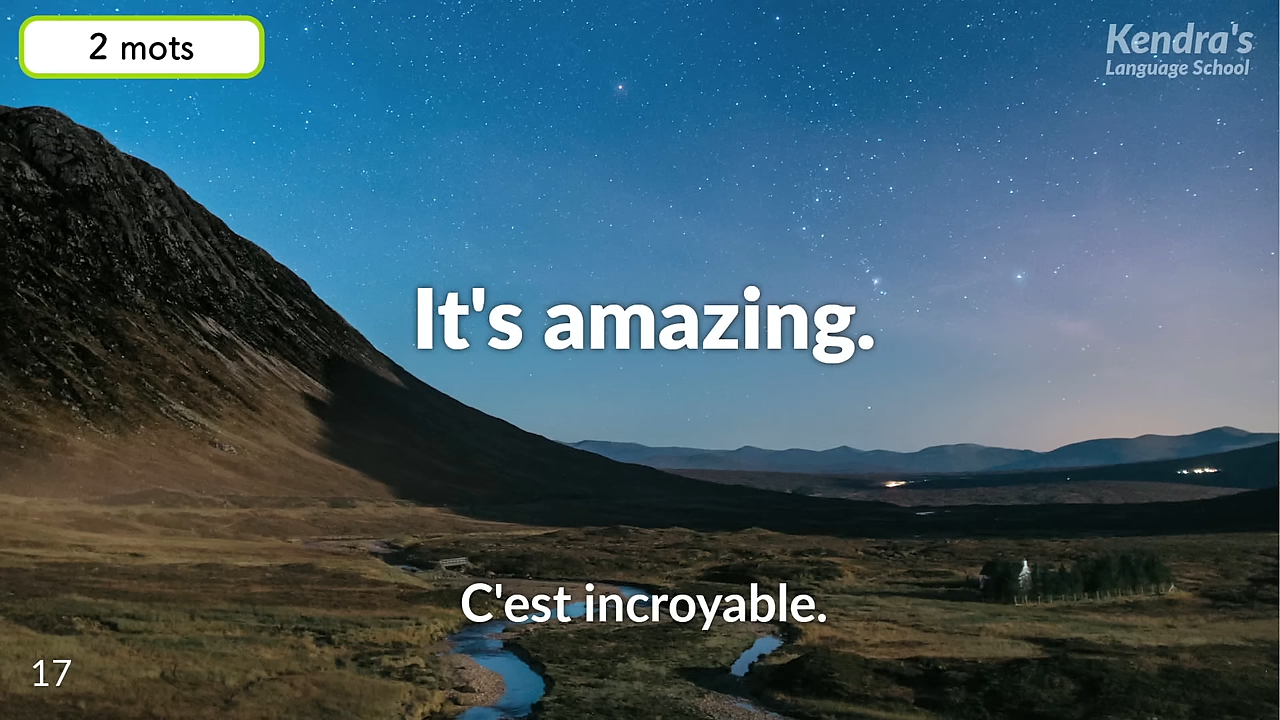 2 mots
Kendra's
Language School
It's amazing.
C'est incroyable.
17